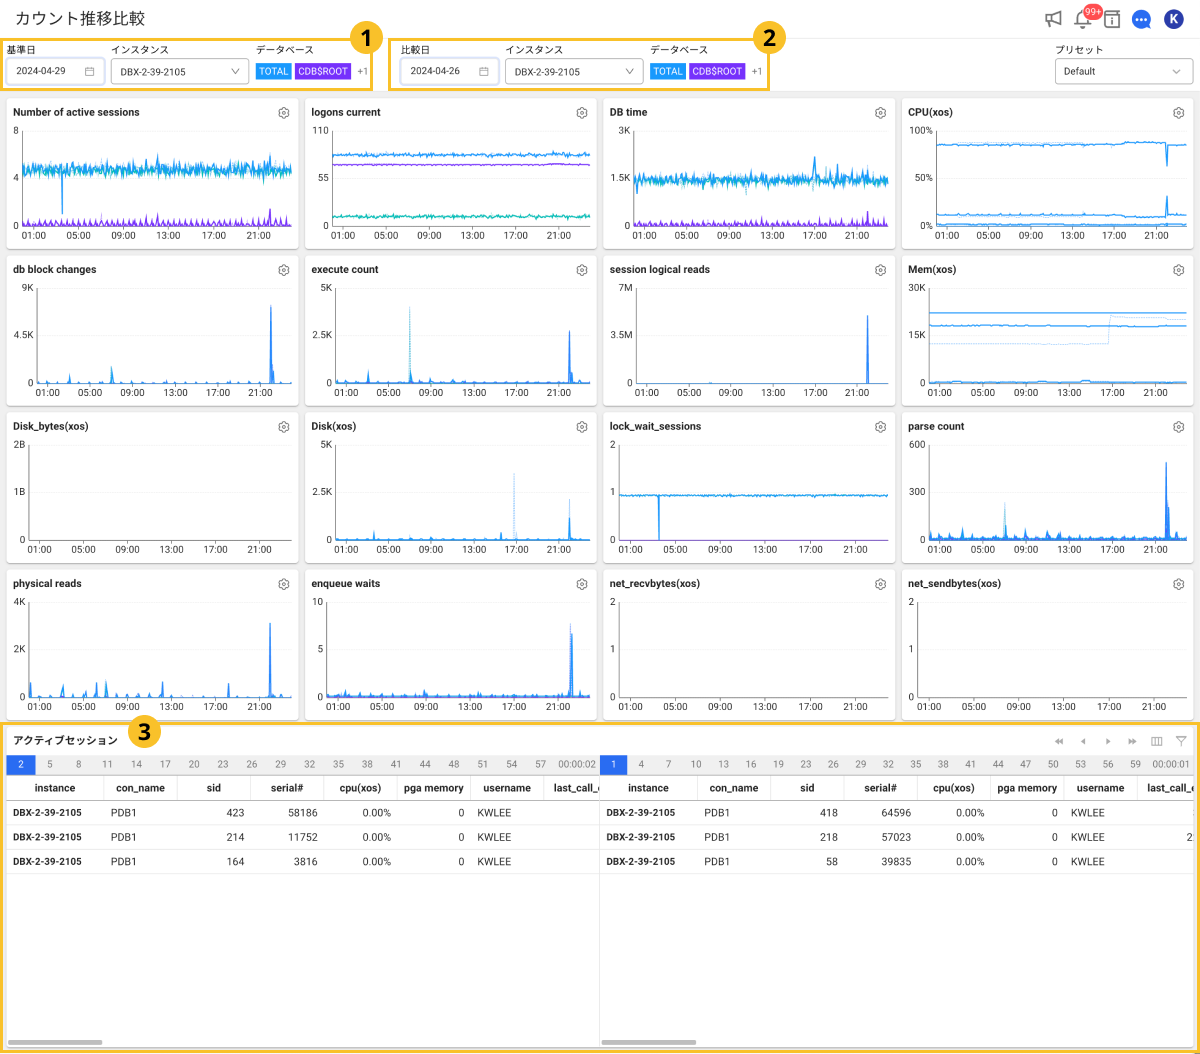 カウント推移比較
99+
K
1
2
基準日 インスタンス データベース
比較日 インスタンス データベース
プリセット
2024-04-29 DBX-2-39-2105 TOTAL CDB$ROOT +1
2024-04-26 DBX-2-39-2105 TOTAL CDB$ROOT +1
Default
Number of active sessions
8
4
0
01:00 05:00 09:00 13:00 17:00 21:00
logons current
110
55
0
01:00 05:00 09:00 13:00 17:00 21:00
DB time
3K
1.5K
0
01:00 05:00 09:00 13:00 17:00 21:00
CPU(xos)
100%
50%
0%
01:00 05:00 09:00 13:00 17:00 21:00
db block changes
9K
4.5K
0
01:00 05:00 09:00 13:00 17:00 21:00
execute count
5K
2.5K
0
01:00 05:00 09:00 13:00 17:00 21:00
session logical reads
7M
3.5M
0
01:00 05:00 09:00 13:00 17:00 21:00
Mem(xos)
30K
15K
0
01:00 05:00 09:00 13:00 17:00 21:00
Disk_bytes(xos)
2B
1B
0
01:00 05:00 09:00 13:00 17:00 21:00
Disk(xos)
5K
2.5K
0
01:00 05:00 09:00 13:00 17:00 21:00
lock_wait_sessions
2
1
0
01:00 05:00 09:00 13:00 17:00 21:00
parse count
600
300
0
01:00 05:00 09:00 13:00 17:00 21:00
physical reads
4K
2K
0
01:00 05:00 09:00 13:00 17:00 21:00
enqueue waits
10
5
0
01:00 05:00 09:00 13:00 17:00 21:00
net_recvbytes(xos)
2
1
0
01:00 05:00 09:00 13:00 17:00 21:00
net_sendbytes(xos)
2
1
0
01:00 05:00 09:00 13:00 17:00 21:00
アクティブセッション
3
2 5 8 11 14 17 20 23 26 29 32 35 38 41 44 48 51 54 57 00:00:02
instance con_name sid serial# cpu(xos) pga memory username last_call_
DBX-2-39-2105 PDB1 423 58186 0.00% 0 KWLEE
DBX-2-39-2105 PDB1 214 11752 0.00% 0 KWLEE
DBX-2-39-2105 PDB1 164 3816 0.00% 0 KWLEE
1 4 7 10 13 16 19 23 26 29 32 35 38 41 44 47 50 53 56 59 00:00:01
instance con_name sid serial# cpu(xos) pga memory username last_call_
DBX-2-39-2105 PDB1 418 64596 0.00% 0 KWLEE
DBX-2-39-2105 PDB1 218 57023 0.00% 0 KWLEE 2
DBX-2-39-2105 PDB1 58 39835 0.00% 0 KWLEE